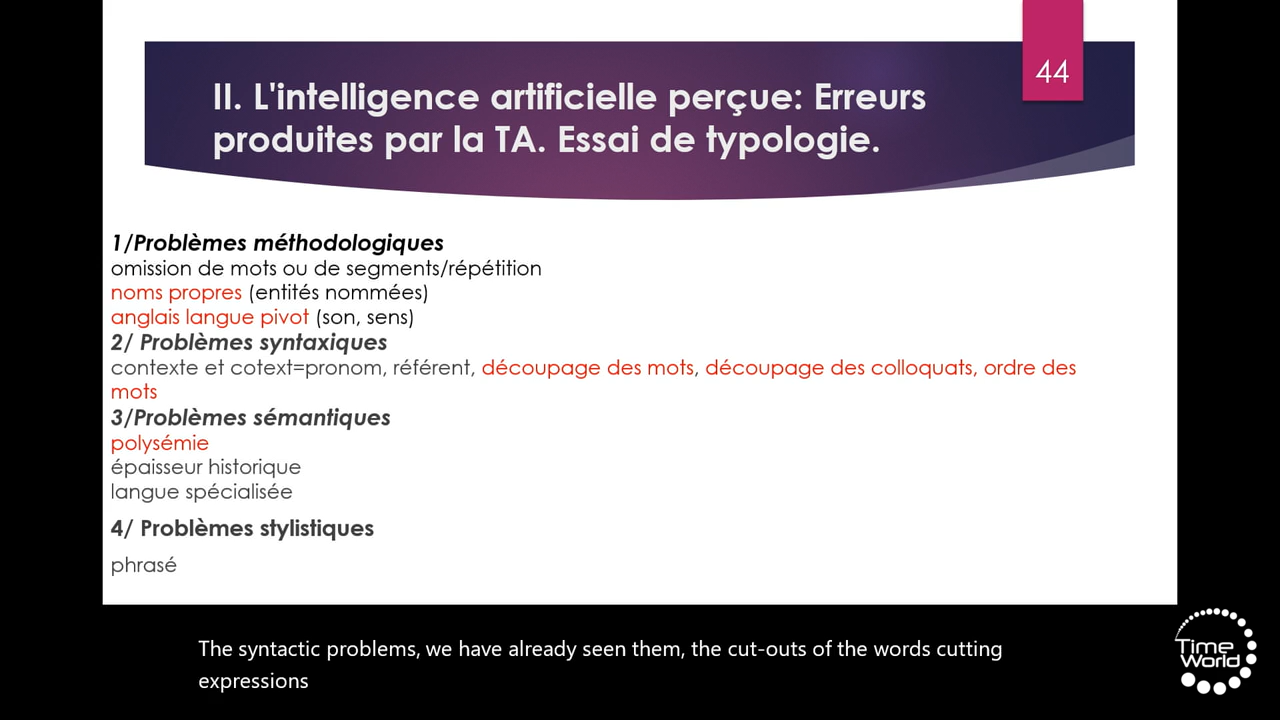 44
II. L'intelligence artificielle perçue: Erreurs
produites par la TA. Essai de typologie.
1/Problèmes méthodologiques
omission de mots ou de segments/répétition
noms propres (entités nommées)
anglais langue pivot (son, sens)
2/ Problèmes syntaxiques
contexte et cotext=pronom, référent, découpage des mots, découpage des colloquats, ordre des
mots
3/Problèmes sémantiques
polysémie
épaisseur historique
langue spécialisée
4/ Problèmes stylistiques
phrasé
The syntactic problems, we have already seen them, the cut-outs of the words cutting
expressions
Time
World